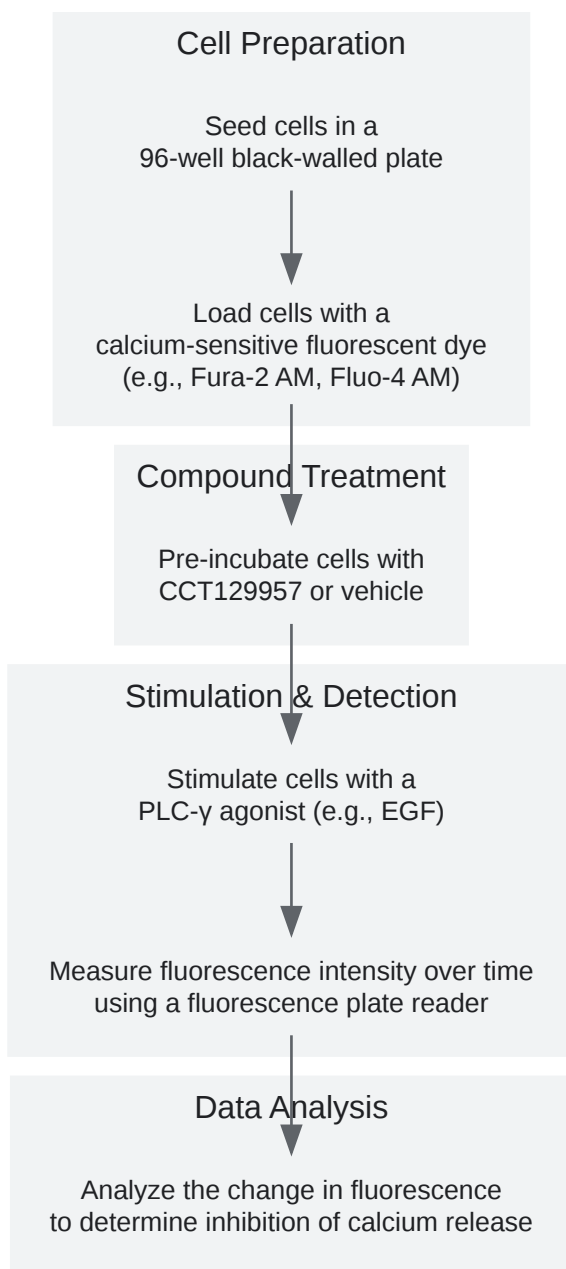 Cell Preparation
Seed cells in a
96-well black-walled plate
Load cells with a
calcium-sensitive fluorescent dye
(e.g., Fura-2 AM, Fluo-4 AM)
Compound Treatment
Pre-incubate cells with
CCT129957 or vehicle
Stimulation & Detection
Stimulate cells with a
PLC-γ agonist (e.g., EGF)
Measure fluorescence intensity over time
using a fluorescence plate reader
Data Analysis
Analyze the change in fluorescence
to determine inhibition of calcium release